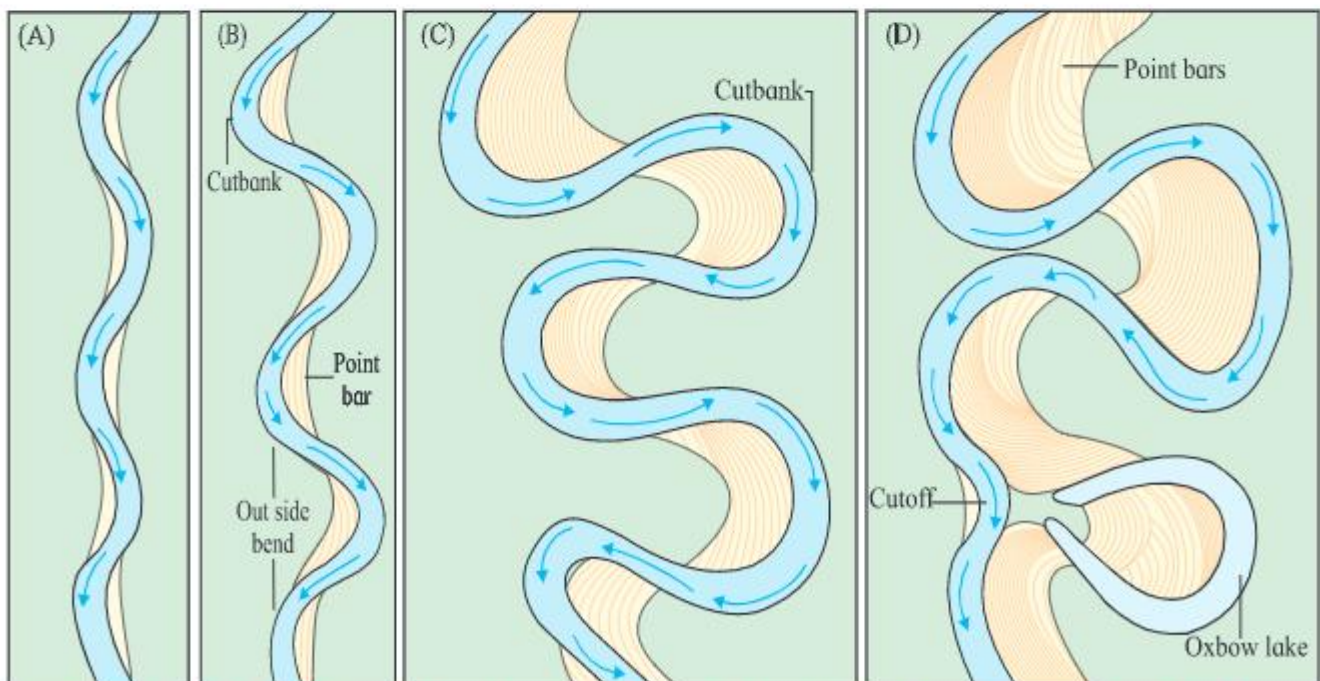 (A)
(B)
Cutbank
Point
bar
Out side
bend
(C)
Cutbank
(D)
Point bars
Cutoff
Oxbow lake